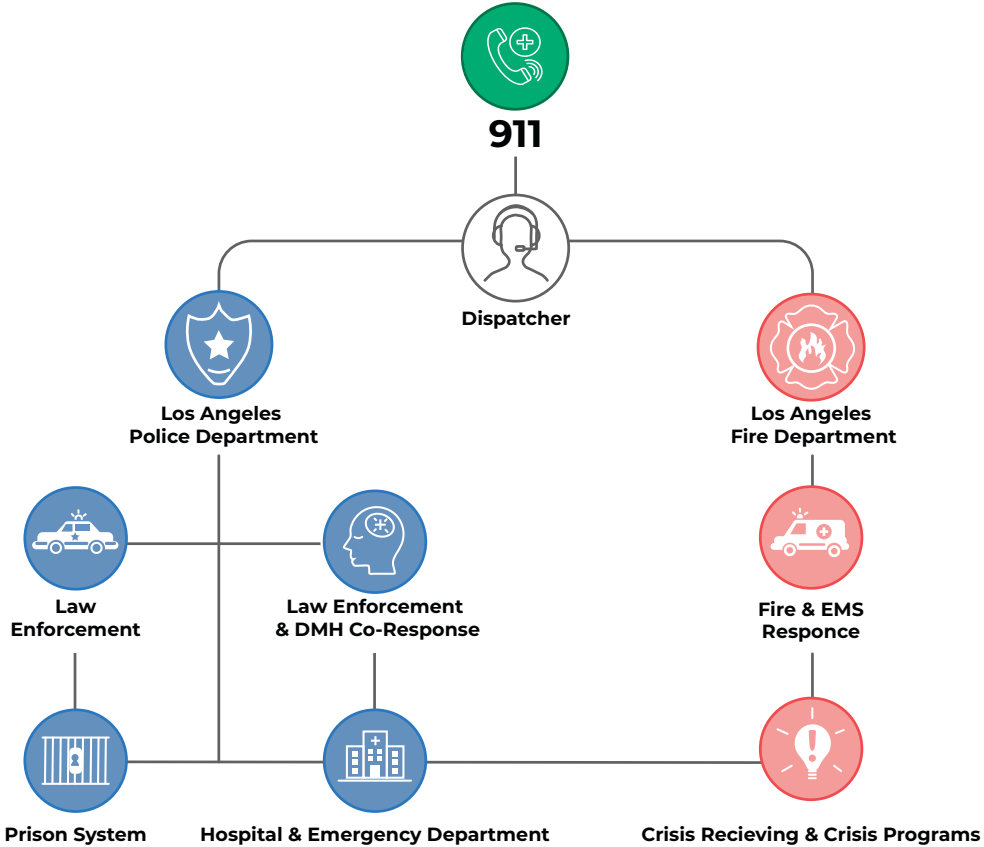 911
Dispatcher
Los Angeles
Police Department
Los Angeles
Fire Department
Law
Enforcement
Law Enforcement
& DMH Co-Response
Fire & EMS
Responce
Prison System
Hospital & Emergency Department
Crisis Recieving & Crisis Programs